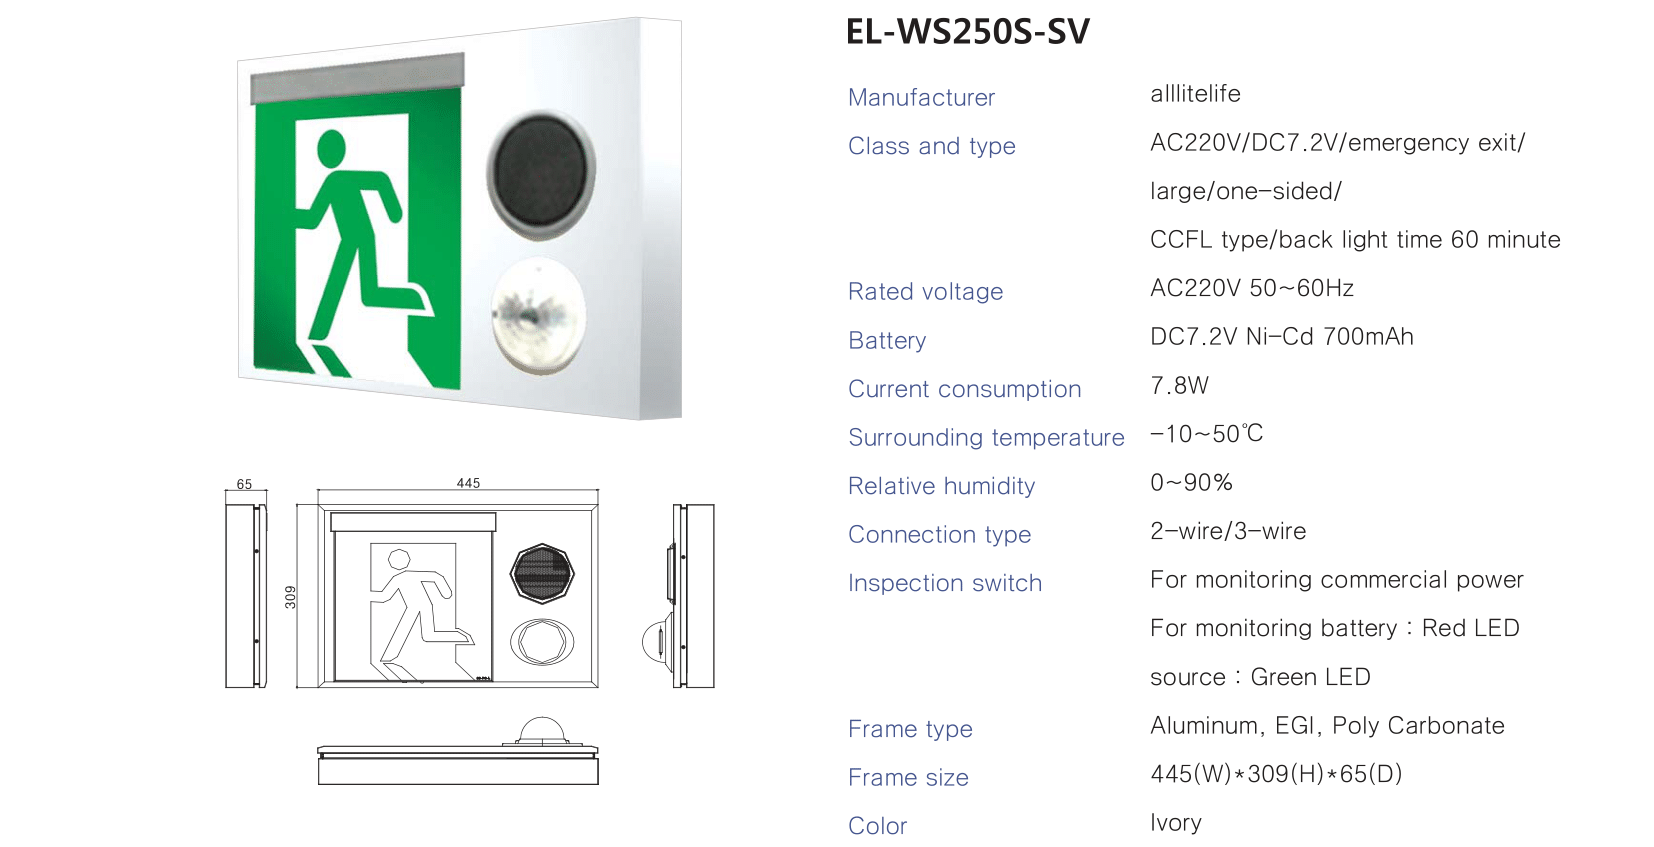 EL-WS250S-SV
Manufacturer alllitelife
Class and type AC220V/DC7.2V/emergency exit/
large/one-sided/
CCFL type/back light time 60 minute
Rated voltage AC220V 50~60Hz
Battery DC7.2V Ni-Cd 700mAh
Current consumption 7.8W
Surrounding temperature -10~50℃
Relative humidity 0~90%
Connection type 2-wire/3-wire
Inspection switch For monitoring commercial power
For monitoring battery : Red LED
source : Green LED
Frame type Aluminum, EGI, Poly Carbonate
Frame size 445(W)*309(H)*65(D)
Color Ivory
65
445
309